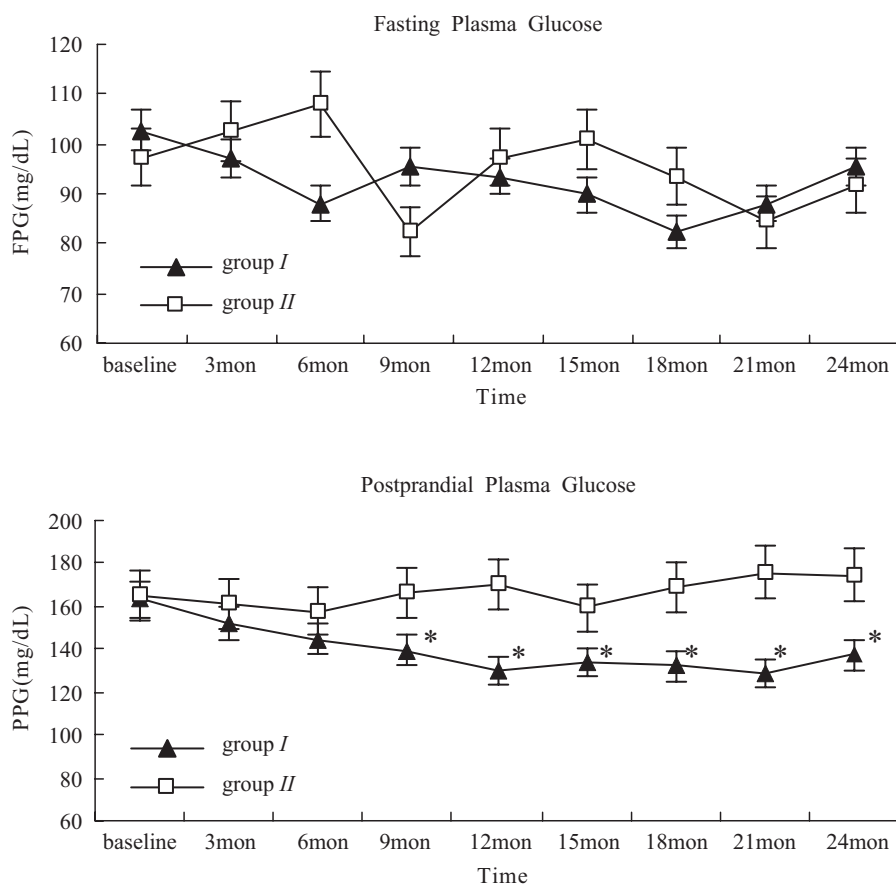 Fasting Plasma Glucose
120
110
100
90
80
70
60
FPG(mg/dL)
group I
group II
baseline 3mon 6mon 9mon 12mon 15mon 18mon 21mon 24mon
Time
Postprandial Plasma Glucose
200
180
160
140
120
100
80
60
PPG(mg/dL)
* * * * * *
group I
group II
baseline 3mon 6mon 9mon 12mon 15mon 18mon 21mon 24mon
Time